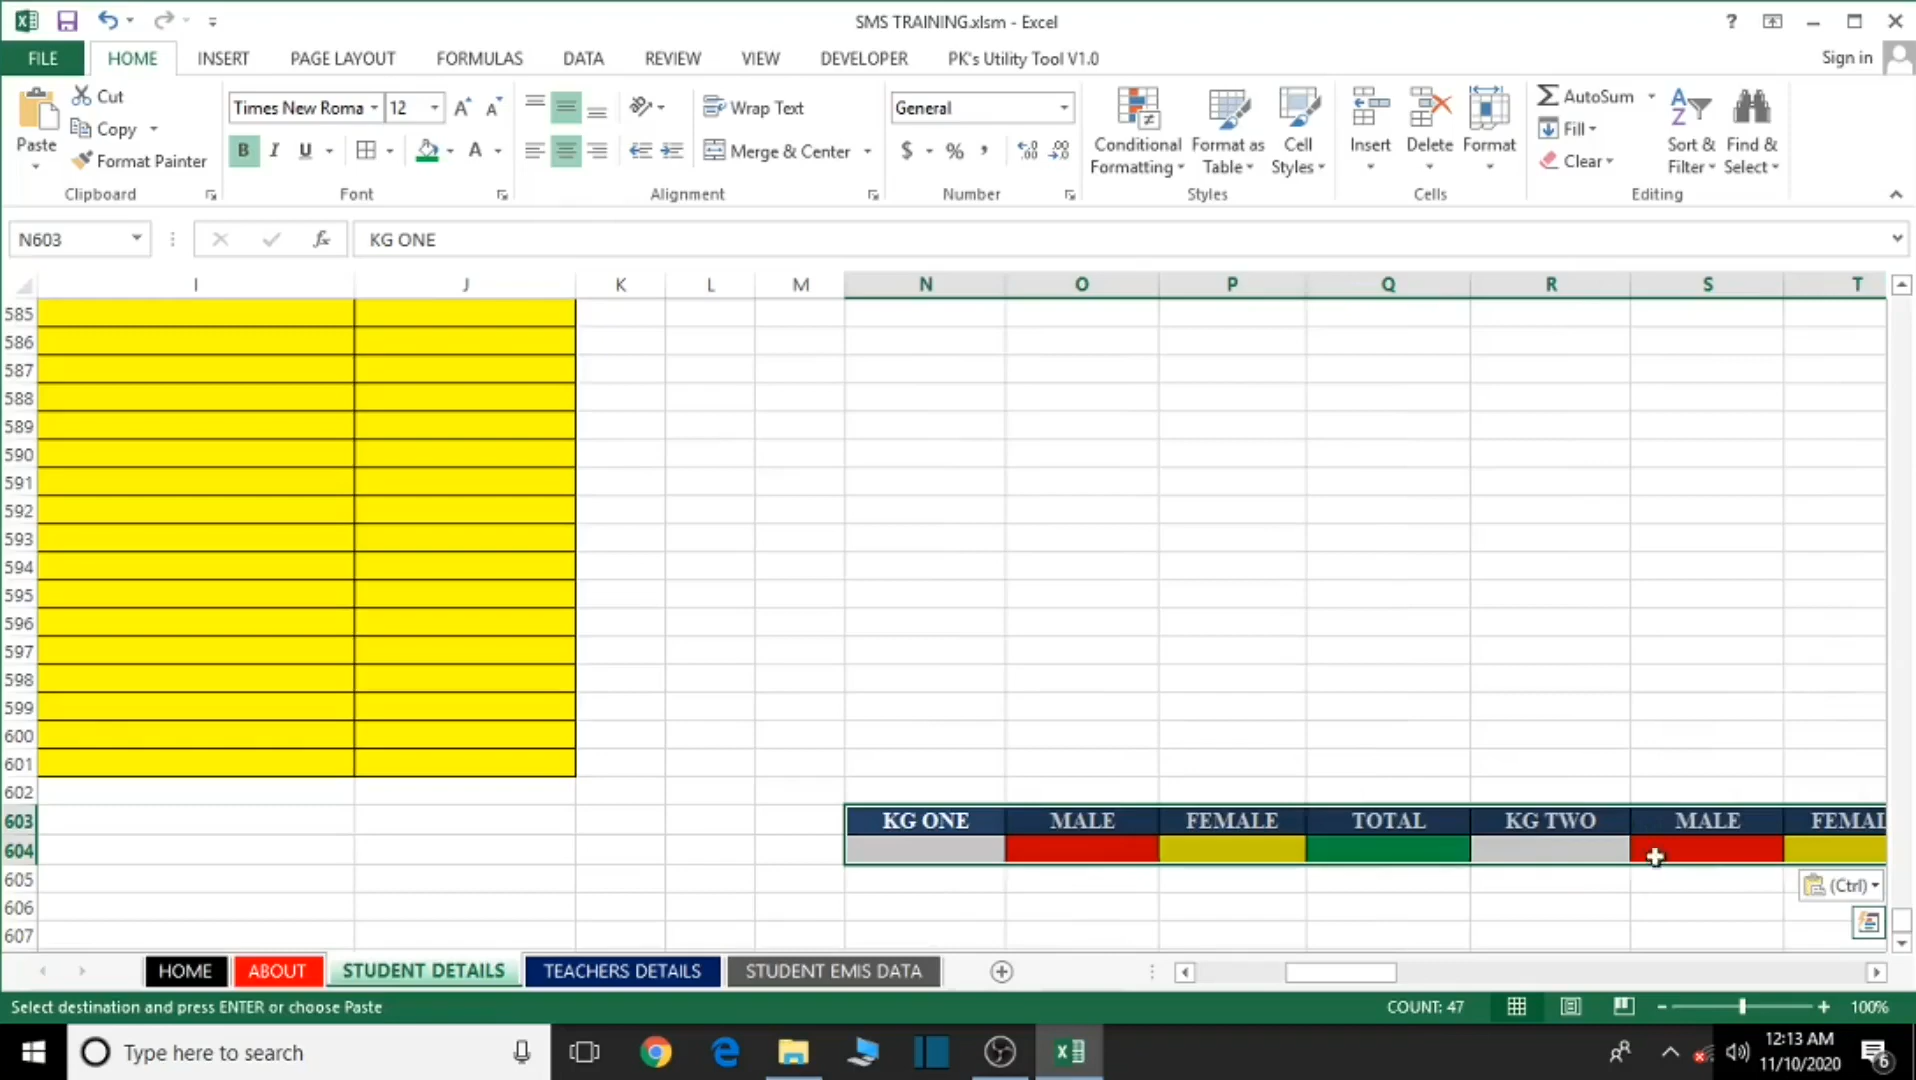 SMS TRAINING.xlsm - Excel
FILE HOME INSERT PAGE LAYOUT FORMULAS DATA REVIEW VIEW DEVELOPER PK's Utility Tool V1.0 Sign in
Paste
Cut
Copy
Format Painter
Clipboard
Times New Roma 12
B I U
Font
Wrap Text
Merge & Center
Alignment
General
$ % ,
Number
Conditional Formatting
Format as Table
Cell Styles
Styles
Insert
Delete
Format
Cells
AutoSum
Fill
Clear
Sort & Filter
Find & Select
Editing
N603 fx KG ONE
I J K L M N O P Q R S T
585
586
587
588
589
590
591
592
593
594
595
596
597
598
599
600
601
602
603 KG ONE MALE FEMALE TOTAL KG TWO MALE FEMAL
604
605 (Ctrl)
606
607
HOME ABOUT STUDENT DETAILS TEACHERS DETAILS STUDENT EMIS DATA
Select destination and press ENTER or choose Paste COUNT: 47 100%
Type here to search
12:13 AM
11/10/2020
6